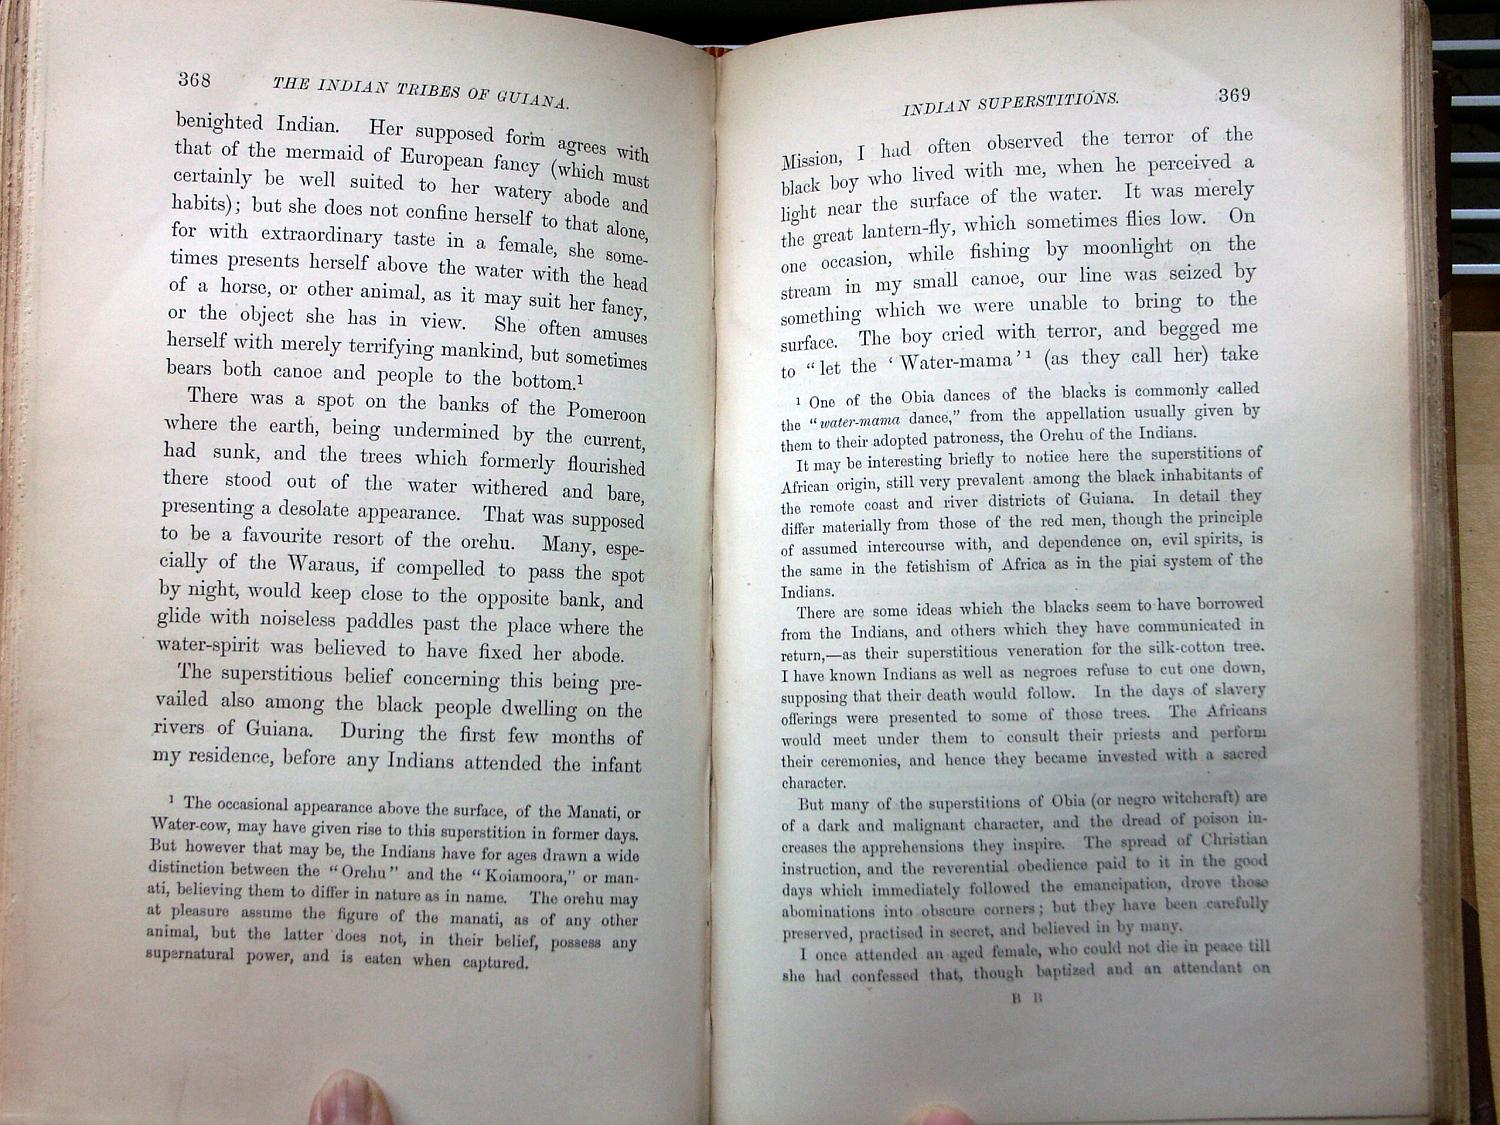 368 THE INDIAN TRIBES OF GUIANA.
benighted Indian. Her supposed form agrees with
that of the mermaid of European fancy (which must
certainly be well suited to her watery abode and
habits); but she does not confine herself to that alone,
for with extraordinary taste in a female, she some-
times presents herself above the water with the head
of a horse, or other animal, as it may suit her fancy,
or the object she has in view. She often amuses
herself with merely terrifying mankind, but sometimes
bears both canoe and people to the bottom.¹
There was a spot on the banks of the Pomeroon
where the earth, being undermined by the current,
had sunk, and the trees which formerly flourished
there stood out of the water withered and bare,
presenting a desolate appearance. That was supposed
to be a favourite resort of the orehu. Many, espe-
cially of the Waraus, if compelled to pass the spot
by night, would keep close to the opposite bank, and
glide with noiseless paddles past the place where the
water-spirit was believed to have fixed her abode.
The superstitious belief concerning this being pre-
vailed also among the black people dwelling on the
rivers of Guiana. During the first few months of
my residence, before any Indians attended the infant
¹ The occasional appearance above the surface, of the Manati, or
Water-cow, may have given rise to this superstition in former days.
But however that may be, the Indians have for ages drawn a wide
distinction between the "Orehu" and the "Koiamoora," or man-
ati, believing them to differ in nature as in name. The orehu may
at pleasure assume the figure of the manati, as of any other
animal, but the latter does not, in their belief, possess any
supernatural power, and is eaten when captured.
INDIAN SUPERSTITIONS. 369
Mission, I had often observed the terror of the
black boy who lived with me, when he perceived a
light near the surface of the water. It was merely
the great lantern-fly, which sometimes flies low. On
one occasion, while fishing by moonlight on the
stream in my small canoe, our line was seized by
something which we were unable to bring to the
surface. The boy cried with terror, and begged me
to "let the 'Water-mama'¹ (as they call her) take
¹ One of the Obia dances of the blacks is commonly called
the "water-mama dance," from the appellation usually given by
them to their adopted patroness, the Orehu of the Indians.
It may be interesting briefly to notice here the superstitions of
African origin, still very prevalent among the black inhabitants of
the remote coast and river districts of Guiana. In detail they
differ materially from those of the red men, though the principle
of assumed intercourse with, and dependence on, evil spirits, is
the same in the fetishism of Africa as in the piai system of the
Indians.
There are some ideas which the blacks seem to have borrowed
from the Indians, and others which they have communicated in
return,—as their superstitious veneration for the silk-cotton tree.
I have known Indians as well as negroes refuse to cut one down,
supposing that their death would follow. In the days of slavery
offerings were presented to some of those trees. The Africans
would meet under them to consult their priests and perform
their ceremonies, and hence they became invested with a sacred
character.
But many of the superstitions of Obia (or negro witchcraft) are
of a dark and malignant character, and the dread of poison in-
creases the apprehensions they inspire. The spread of Christian
instruction, and the reverential obedience paid to it in the good
days which immediately followed the emancipation, drove those
abominations into obscure corners; but they have been carefully
preserved, practised in secret, and believed in by many.
I once attended an aged female, who could not die in peace till
she had confessed that, though baptized and an attendant on
B B